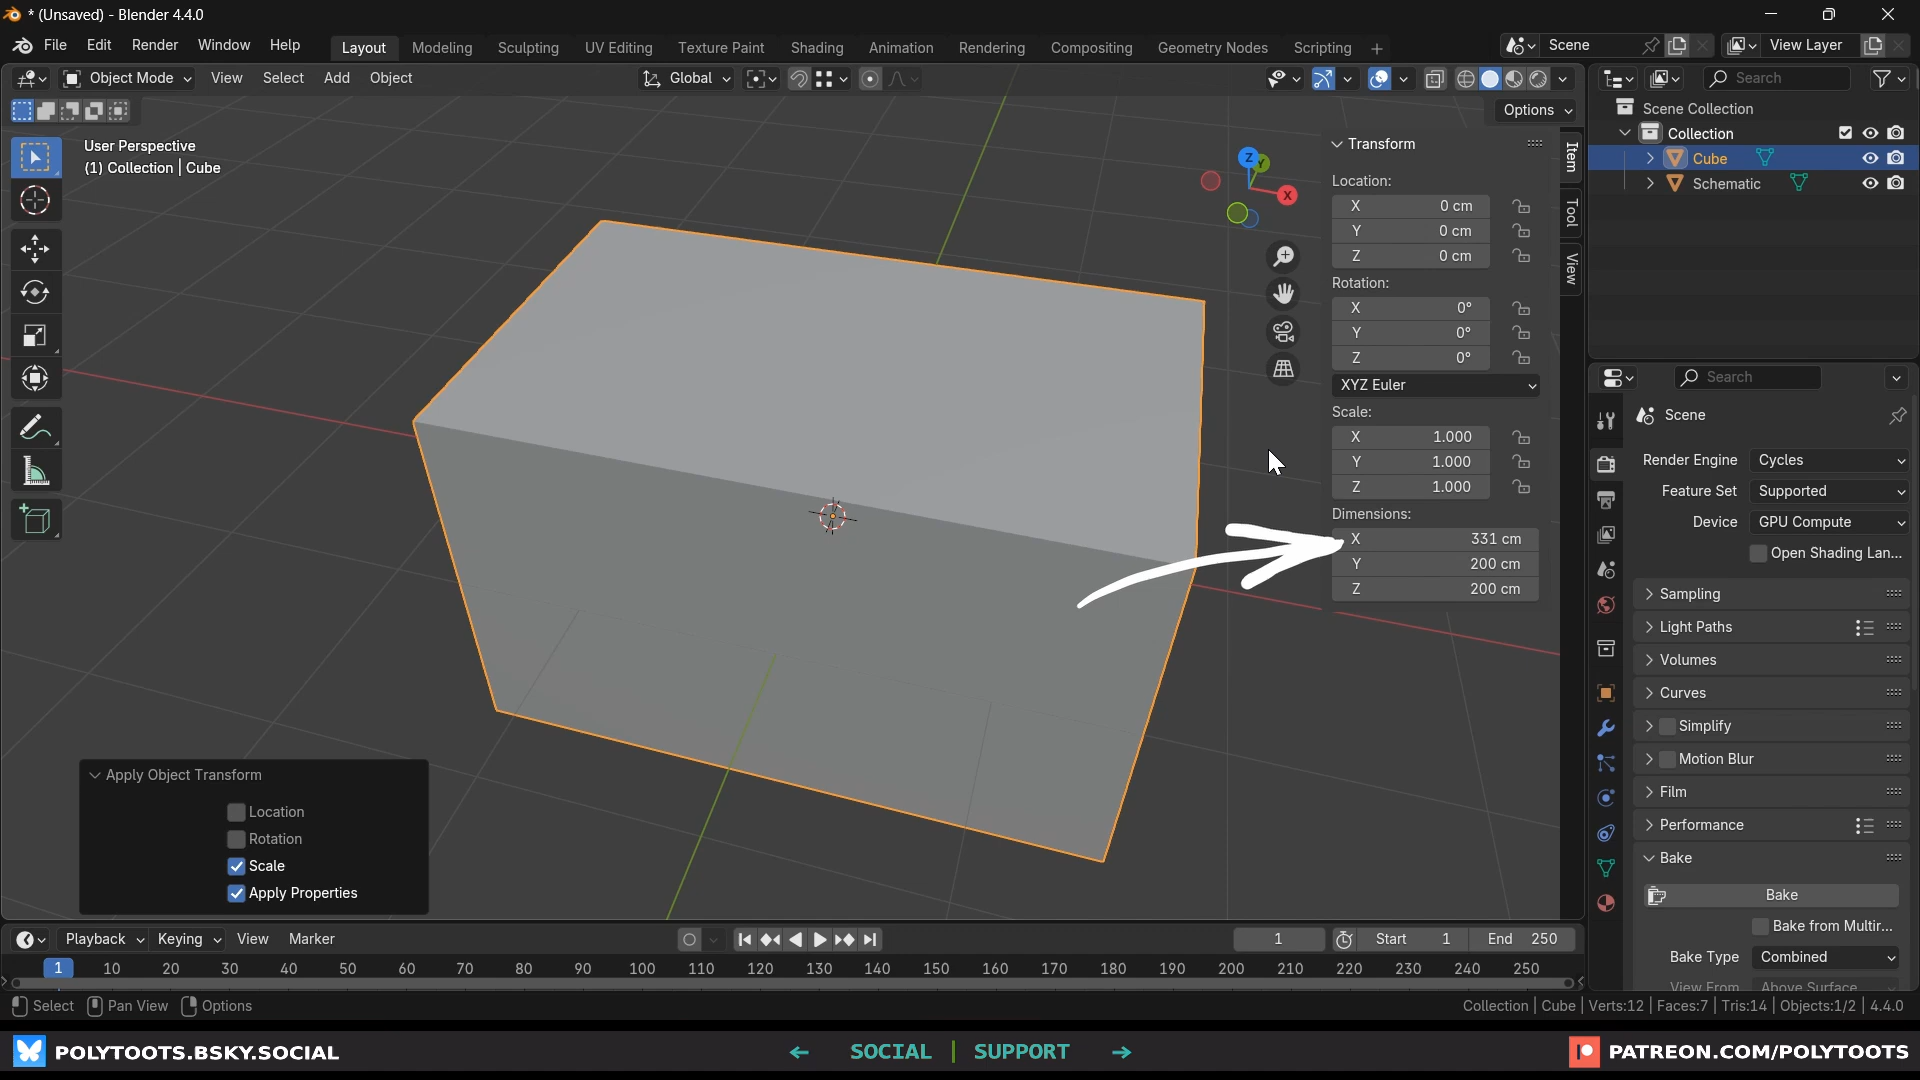 * (Unsaved) - Blender 4.4.0
File Edit Render Window Help
Layout Modeling Sculpting UV Editing Texture Paint Shading Animation Rendering Compositing Geometry Nodes Scripting +
Scene
View Layer
Object Mode View Select Add Object
Global
Search
Options
User Perspective
(1) Collection | Cube
Z
Y
X
Transform
Location:
X 0 cm
Y 0 cm
Z 0 cm
Rotation:
X 0°
Y 0°
Z 0°
XYZ Euler
Scale:
X 1.000
Y 1.000
Z 1.000
Dimensions:
X 331 cm
Y 200 cm
Z 200 cm
Item
Tool
View
Scene Collection
Collection
Cube
Schematic
Search
Scene
Render Engine Cycles
Feature Set Supported
Device GPU Compute
Open Shading Lan...
Sampling
Light Paths
Volumes
Curves
Simplify
Motion Blur
Film
Performance
Bake
Bake
Bake from Multir...
Bake Type Combined
View From Above Surface
Apply Object Transform
Location
Rotation
Scale
Apply Properties
Playback Keying View Marker
1 Start 1 End 250
1 10 20 30 40 50 60 70 80 90 100 110 120 130 140 150 160 170 180 190 200 210 220 230 240 250
Select Pan View Options
Collection | Cube | Verts:12 | Faces:7 | Tris:14 | Objects:1/2 | 4.4.0
POLYTOOTS.BSKY.SOCIAL
← SOCIAL | SUPPORT →
PATREON.COM/POLYTOOTS